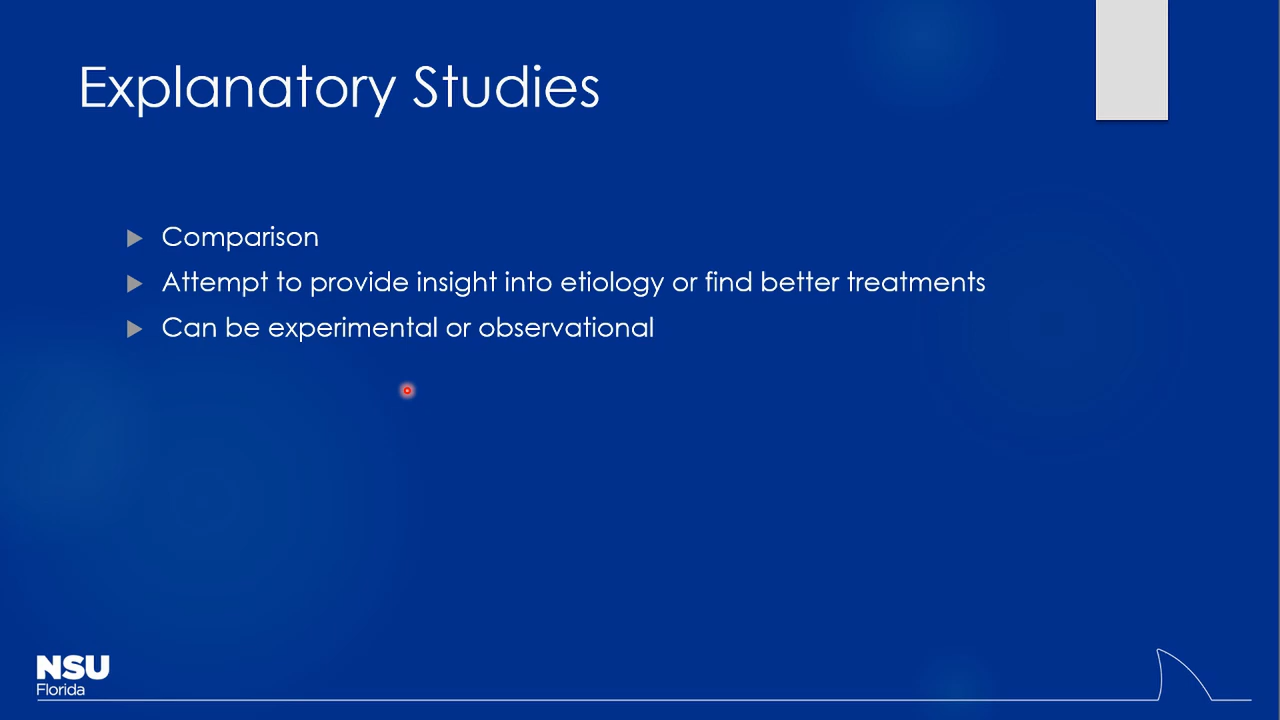 Explanatory Studies
Comparison
Attempt to provide insight into etiology or find better treatments
Can be experimental or observational
NSU
Florida